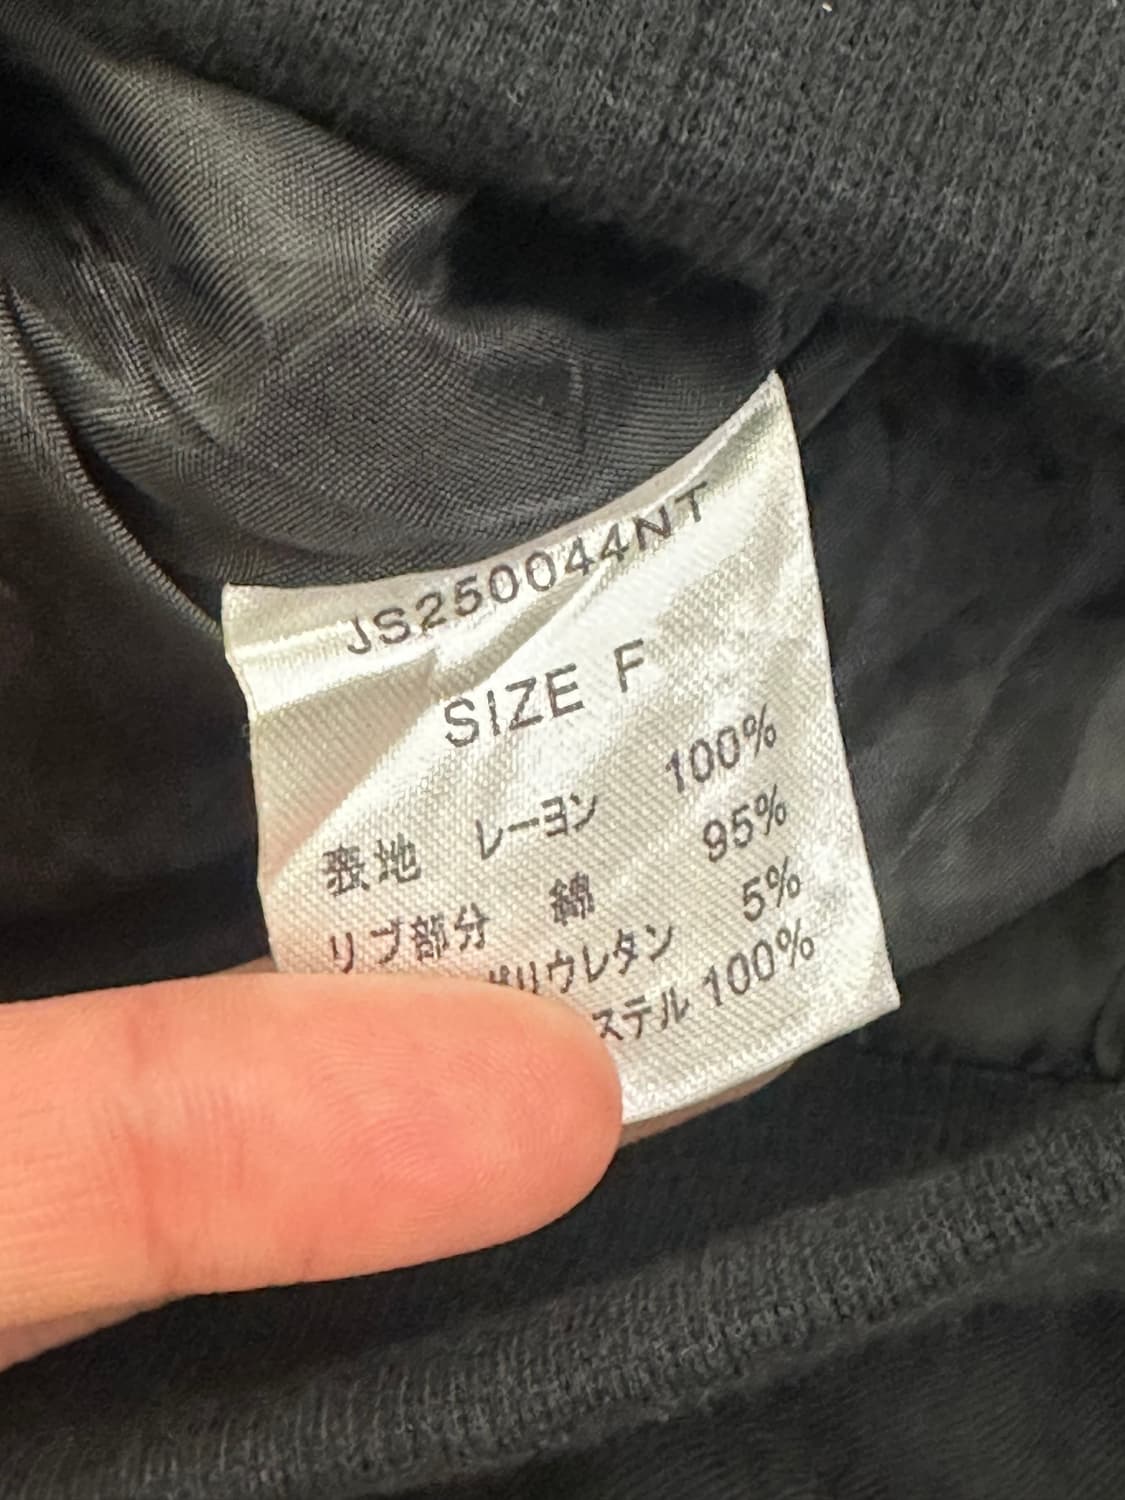 JS250044NT
SIZE F
表地 レーヨン 100%
リブ部分 綿 95%
ポリウレタン 5%
ステル 100%